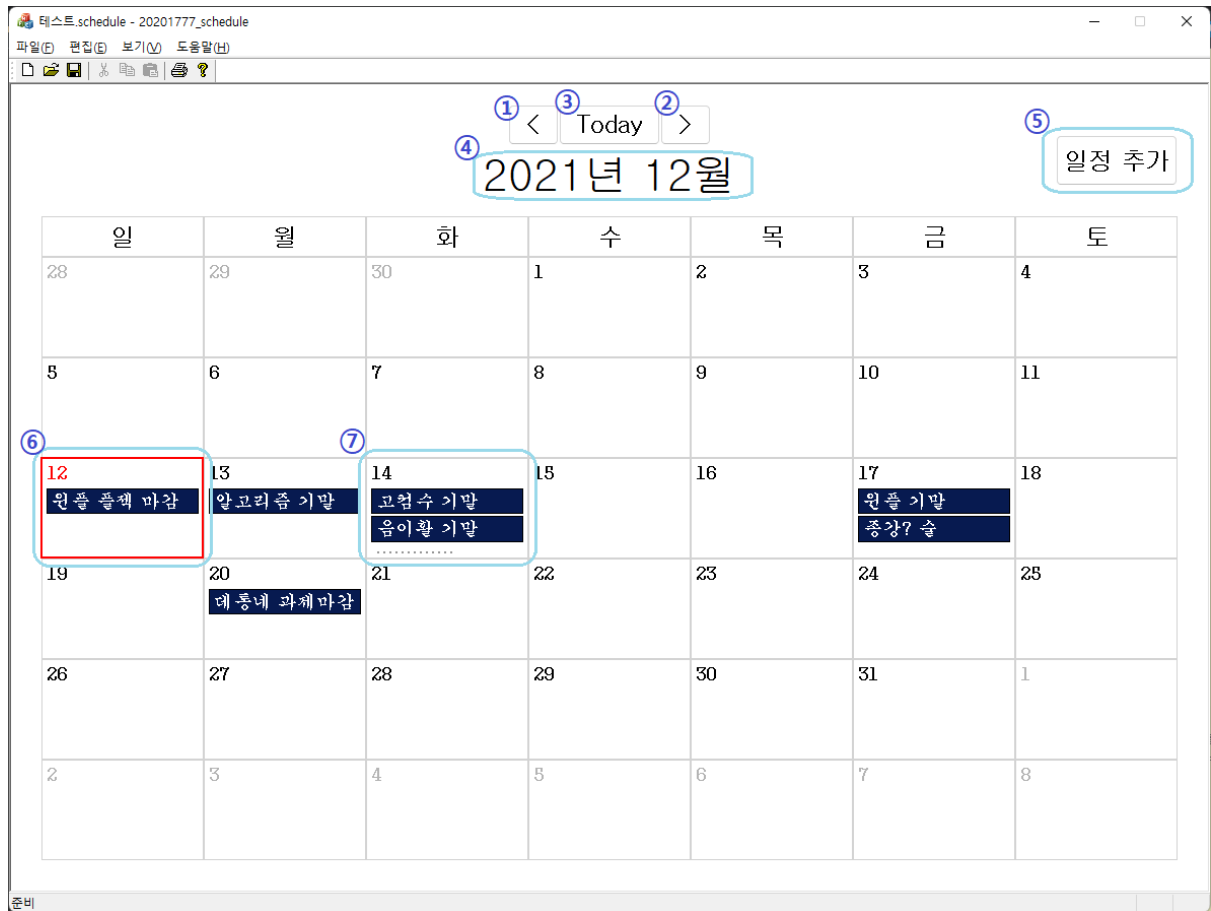 테스트.schedule - 20201777_schedule
파일(F) 편집(E) 보기(V) 도움말(H)
① < ③ Today ② >
④ 2021년 12월
⑤ 일정 추가
일 월 화 수 목 금 토
28 29 30 1 2 3 4
5 6 7 8 9 10 11
⑥ ⑦
12 13 14 15 16 17 18
윈플 플젝 마감 알고리즘 기말 고컴수 기말 윈플 기말
음이활 기말 종강? 술
.............
19 20 21 22 23 24 25
데통네 과제마감
26 27 28 29 30 31 1
2 3 4 5 6 7 8
준비